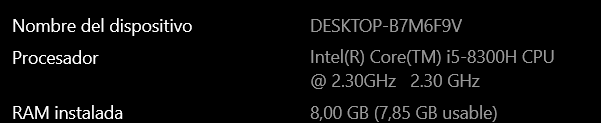 Nombre del dispositivo DESKTOP-B7M6F9V
Procesador Intel(R) Core(TM) i5-8300H CPU
@ 2.30GHz 2.30 GHz
RAM instalada 8,00 GB (7,85 GB usable)